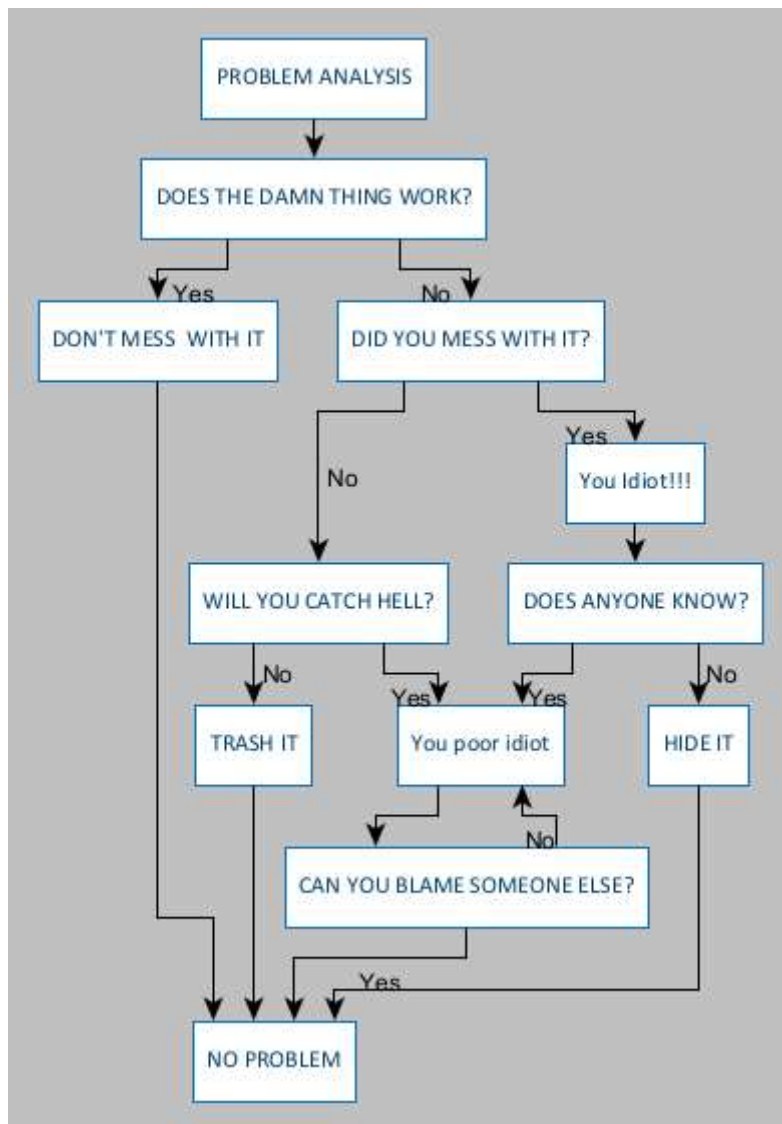 PROBLEM ANALYSIS
DOES THE DAMN THING WORK?
Yes
No
DON'T MESS  WITH IT
DID YOU MESS WITH IT?
Yes
No
You Idiot!!!
WILL YOU CATCH HELL?
DOES ANYONE KNOW?
No
Yes
Yes
No
TRASH IT
You poor idiot
HIDE IT
No
CAN YOU BLAME SOMEONE ELSE?
Yes
NO PROBLEM